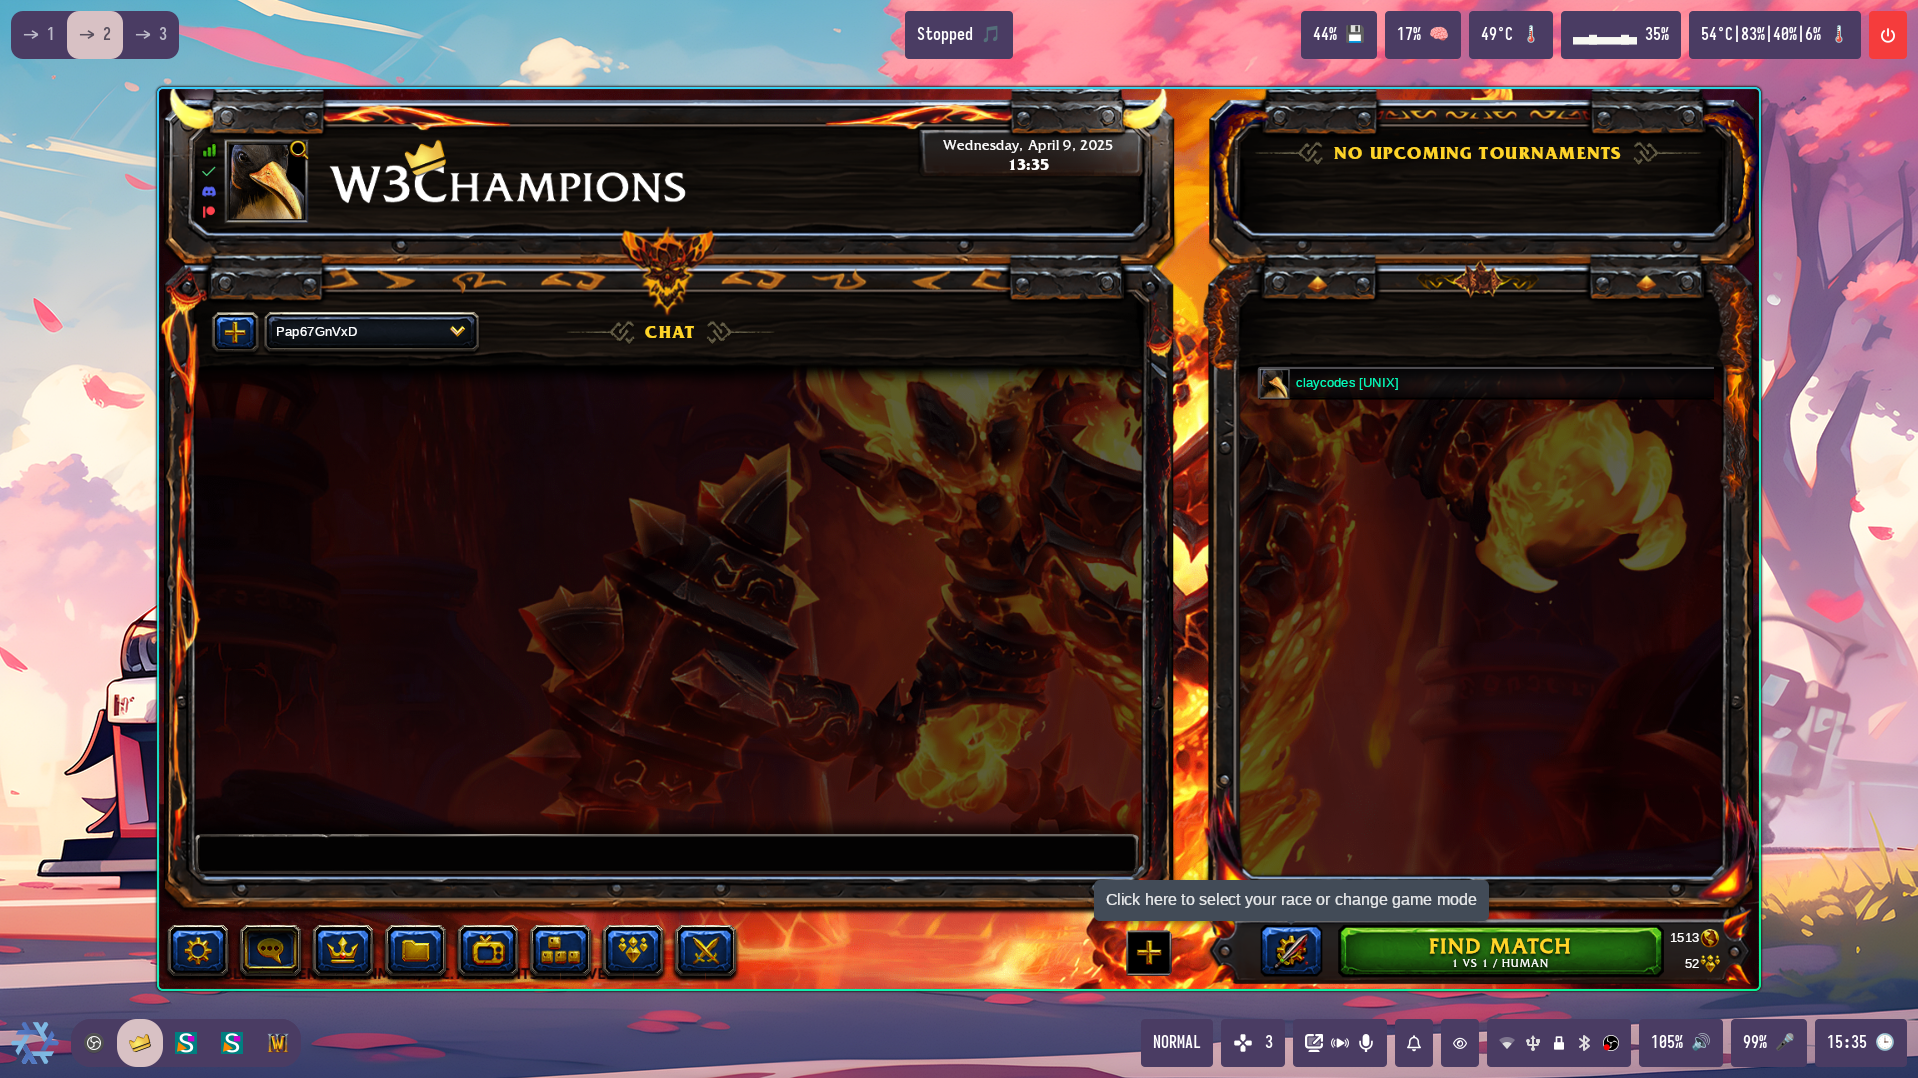 → 1 → 2 → 3
Stopped
44%
17%
49°C
35%
54°C|83%|40%|6%
W3Champions
Wednesday, April 9, 2025
13:35
NO UPCOMING TOURNAMENTS
Pap67GnVxD
CHAT
claycodes [UNIX]
Click here to select your race or change game mode
FIND MATCH
1 VS 1 / HUMAN
1513
52
NORMAL
3
105%
99%
15:35